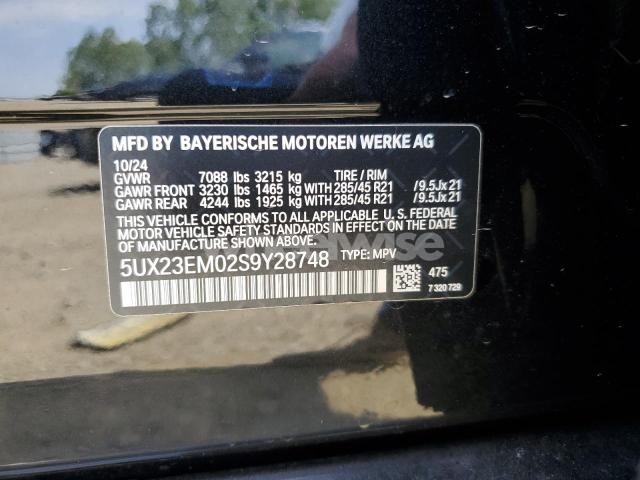 MFD BY BAYERISCHE MOTOREN WERKE AG
10/24
GVWR 7088 lbs 3215 kg TIRE / RIM
GAWR FRONT 3230 lbs 1465 kg WITH 285/45 R21 /9.5Jx21
GAWR REAR 4244 lbs 1925 kg WITH 285/45 R21 /9.5Jx21
THIS VEHICLE CONFORMS TO ALL APPLICABLE U. S. FEDERAL
MOTOR VEHICLE SAFETY STANDARDS IN EFFECT ON THE
DATE OF MANUFACTURE SHOWN ABOVE.
5UX23EM02S9Y28748 TYPE: MPV
475
7320729